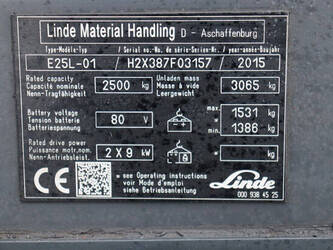 Linde Material Handling D - Aschaffenburg
Type-Modèle-Typ / Serial no.-No de série-Serien-Nr. / year-année-Baujahr
E25L-01 / H2X387F03157 / 2015
Rated capacity
Capacité nominale
Nenn-Tragfähigkeit
2500 kg
Unladen mass
Masse à vide
Leergewicht
3065 kg
Battery voltage
Tension batterie
Batteriespannung
80 V
max 1531 kg
min 1386 kg
Rated drive power
Puissance motr.nom.
Nenn-Antriebsleist.
2 X 9 kW
CE
see Operating instructions
voir Mode d'emploi
siehe Betriebsanleitung
Linde
000 938 45 25